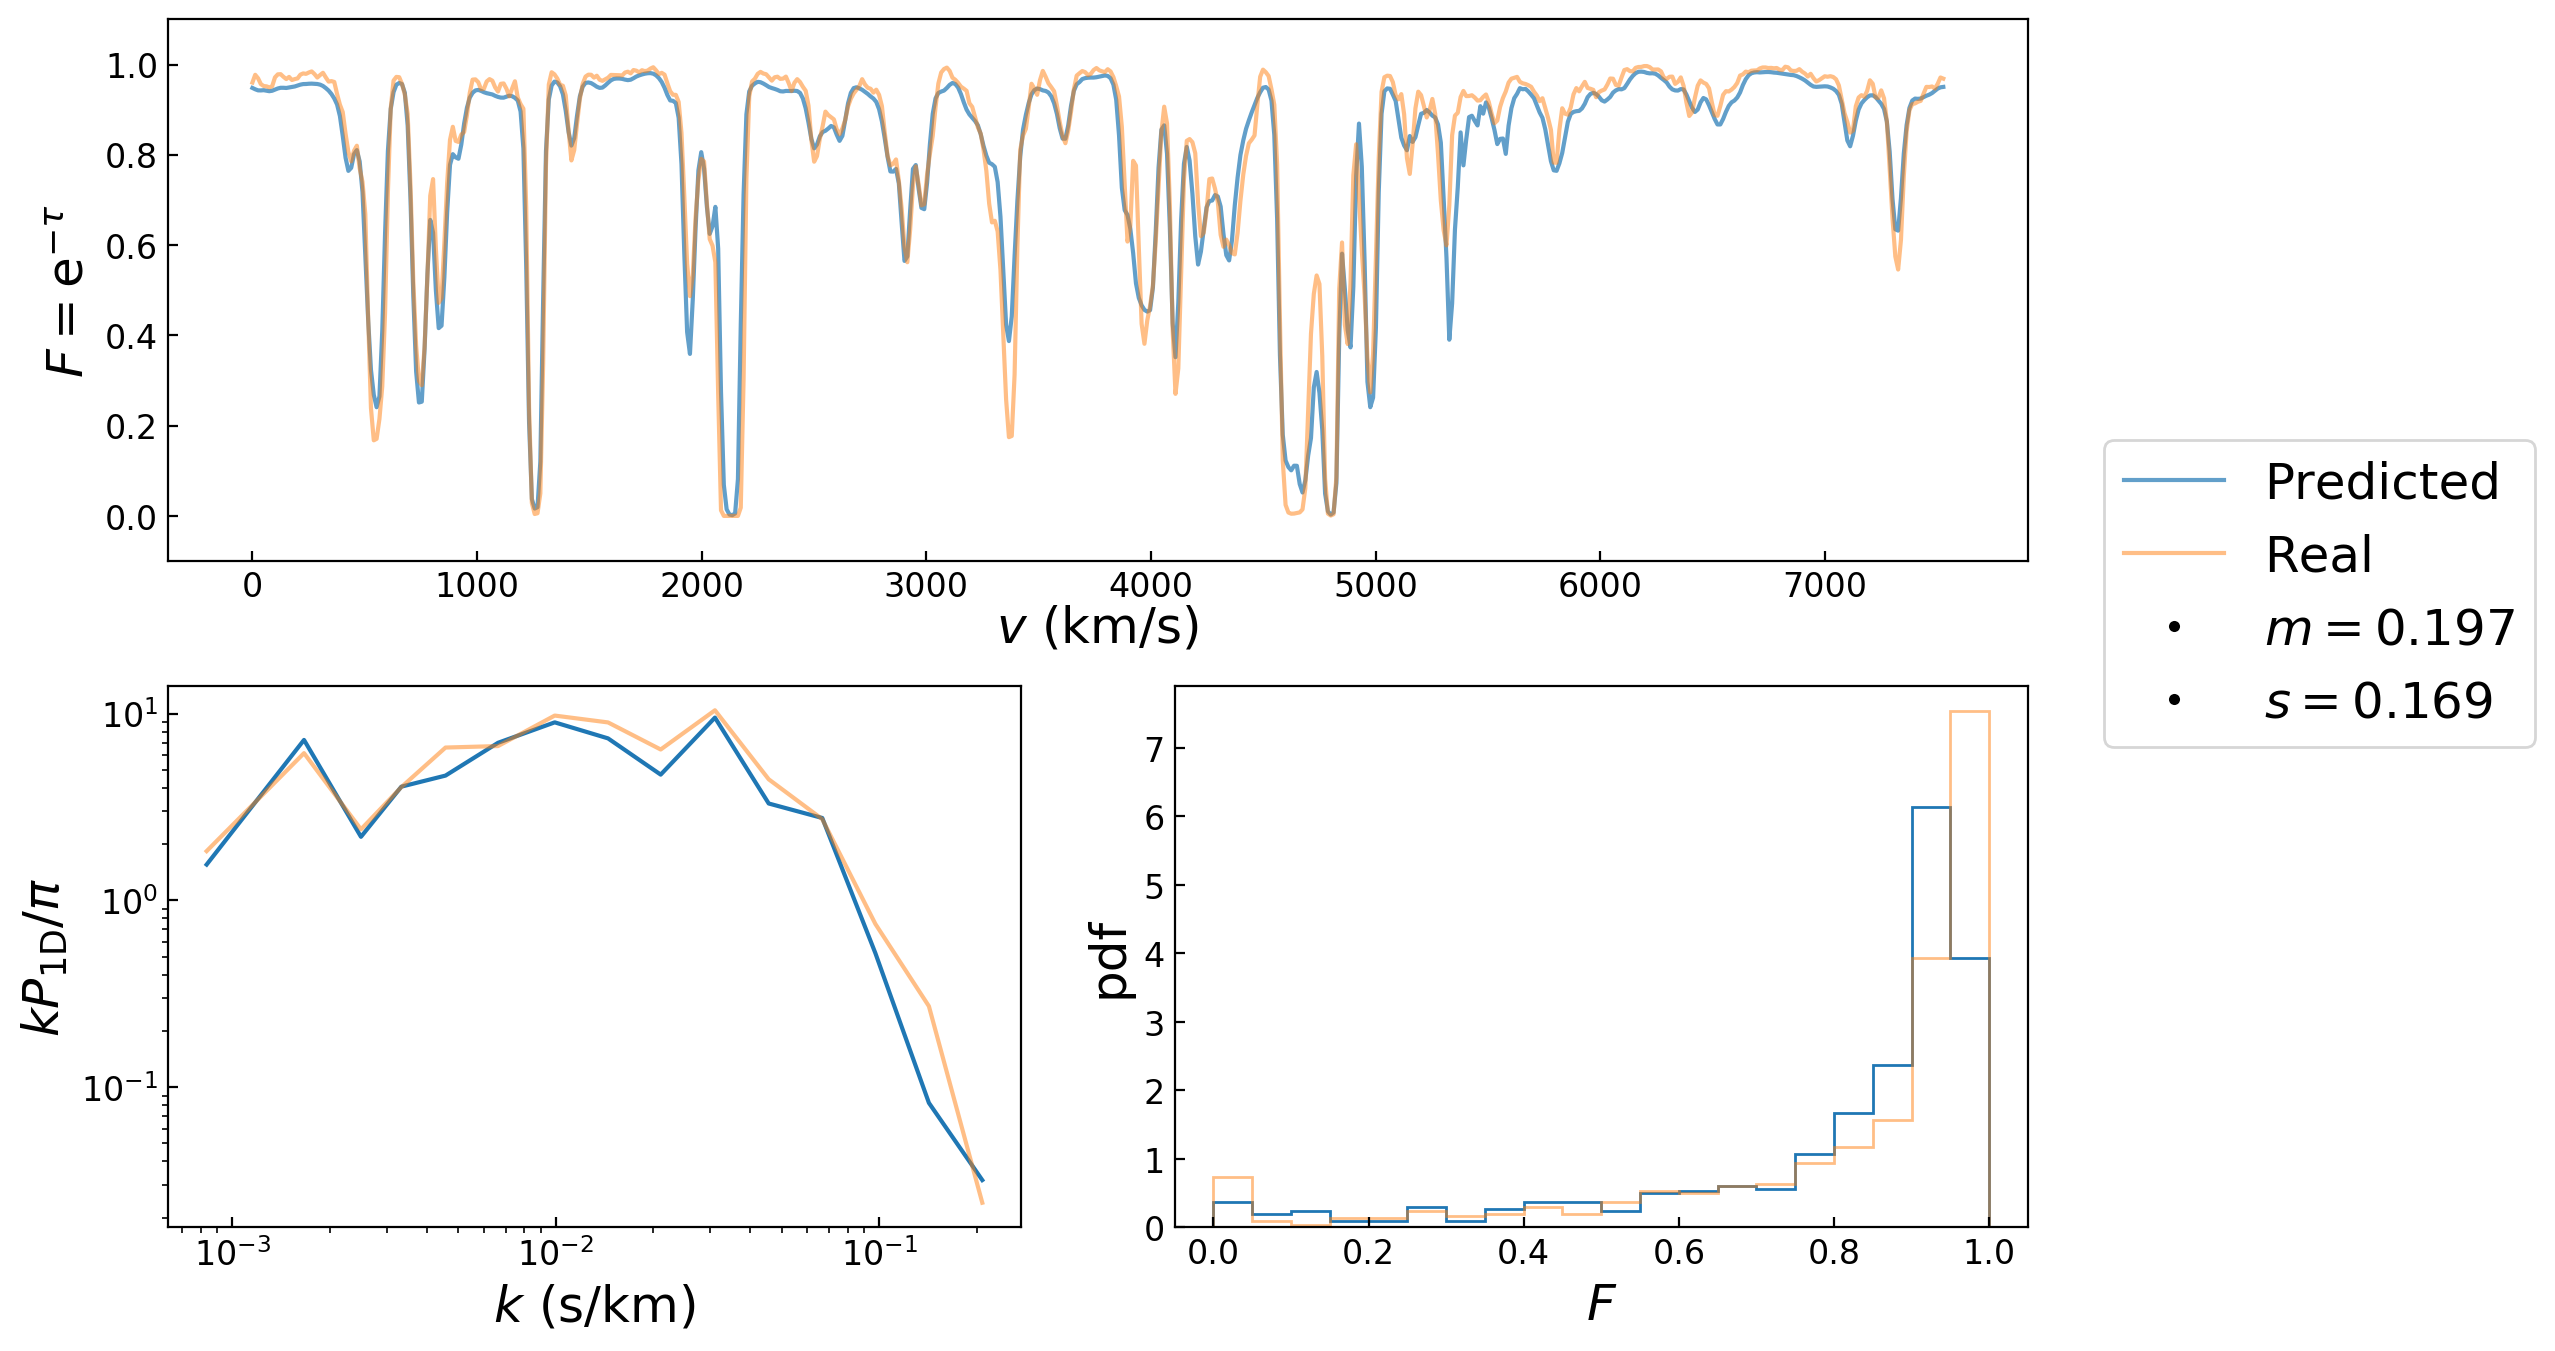 1.0
0.8
0.6
0.4
0.2
0.0
F = e^{-τ}
0 1000 2000 3000 4000 5000 6000 7000
v (km/s)
Predicted
Real
m = 0.197
s = 0.169
10^1
10^0
10^{-1}
kP_{1D}/π
10^{-3} 10^{-2} 10^{-1}
k (s/km)
7
6
5
4
3
2
1
0
pdf
0.0 0.2 0.4 0.6 0.8 1.0
F